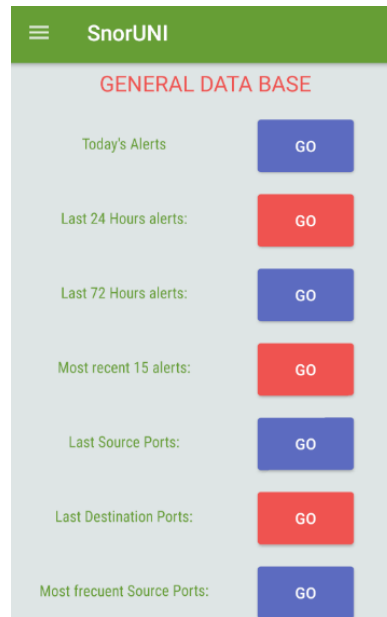 SnorUNI
GENERAL DATA BASE
Today's Alerts GO
Last 24 Hours alerts: GO
Last 72 Hours alerts: GO
Most recent 15 alerts: GO
Last Source Ports: GO
Last Destination Ports: GO
Most frecuent Source Ports: GO